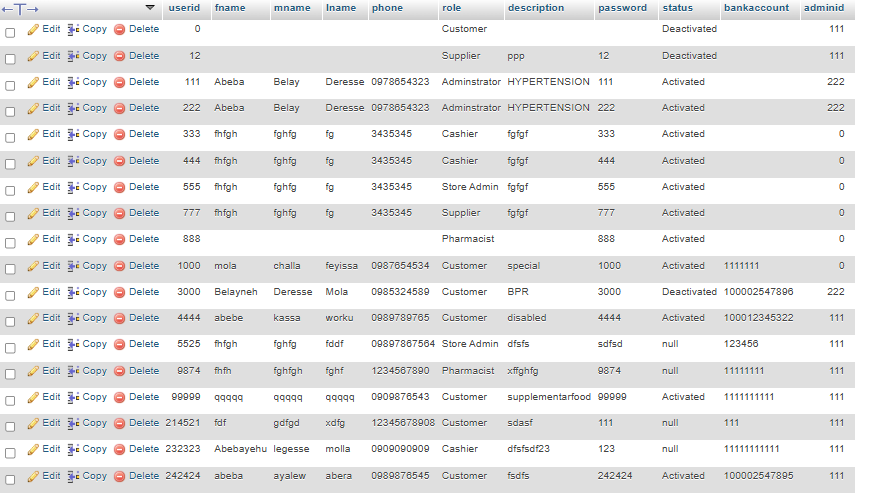 userid fname mname lname phone role description password status bankaccount adminid
Edit Copy Delete 0 Customer Deactivated 111
Edit Copy Delete 12 Supplier ppp 12 Deactivated 111
Edit Copy Delete 111 Abeba Belay Deresse 0978654323 Adminstrator HYPERTENSION 111 Activated 222
Edit Copy Delete 222 Abeba Belay Deresse 0978654323 Adminstrator HYPERTENSION 222 Activated 222
Edit Copy Delete 333 fhfgh fghfg fg 3435345 Cashier fgfgf 333 Activated 0
Edit Copy Delete 444 fhfgh fghfg fg 3435345 Cashier fgfgf 444 Activated 0
Edit Copy Delete 555 fhfgh fghfg fg 3435345 Store Admin fgfgf 555 Activated 0
Edit Copy Delete 777 fhfgh fghfg fg 3435345 Supplier fgfgf 777 Activated 0
Edit Copy Delete 888 Pharmacist 888 Activated 0
Edit Copy Delete 1000 mola challa feyissa 0987654534 Customer special 1000 Activated 1111111 0
Edit Copy Delete 3000 Belayneh Deresse Mola 0985324589 Customer BPR 3000 Deactivated 100002547896 222
Edit Copy Delete 4444 abebe kassa worku 0989789765 Customer disabled 4444 Activated 100012345322 111
Edit Copy Delete 5525 fhfgh fghfg fddf 09897867564 Store Admin dfsfs sdfsd null 123456 111
Edit Copy Delete 9874 fhfh fghfgh fghf 1234567890 Pharmacist xffghfg 9874 null 11111111 111
Edit Copy Delete 99999 qqqqq qqqqq qqqqq 0909876543 Customer supplementarfood 99999 Activated 1111111111 111
Edit Copy Delete 214521 fdf gdfgd xdfg 12345678908 Customer sdasf 111 null 111 111
Edit Copy Delete 232323 Abebayehu legesse molla 0909090909 Cashier dfsfsdf23 123 null 11111111111 111
Edit Copy Delete 242424 abeba ayalew abera 0989876545 Customer fsdfs 242424 Activated 100002547895 111